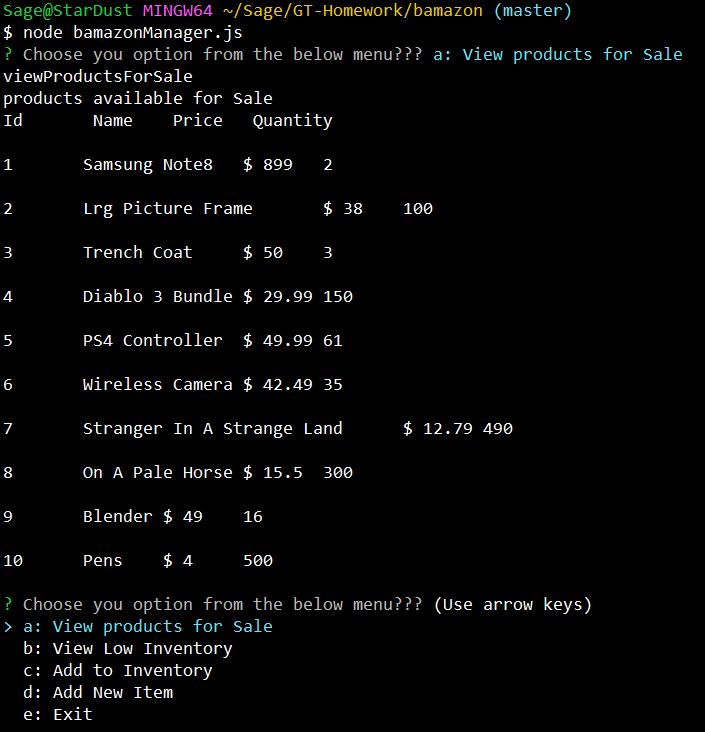 Sage@StarDust MINGW64 ~/Sage/GT-Homework/bamazon (master)
$ node bamazonManager.js
? Choose you option from the below menu??? a: View products for Sale
viewProductsForSale
products available for Sale
Id Name Price Quantity
1 Samsung Note8 $ 899 2
2 Lrg Picture Frame $ 38 100
3 Trench Coat $ 50 3
4 Diablo 3 Bundle $ 29.99 150
5 PS4 Controller $ 49.99 61
6 Wireless Camera $ 42.49 35
7 Stranger In A Strange Land $ 12.79 490
8 On A Pale Horse $ 15.5 300
9 Blender $ 49 16
10 Pens $ 4 500
? Choose you option from the below menu??? (Use arrow keys)
> a: View products for Sale
b: View Low Inventory
c: Add to Inventory
d: Add New Item
e: Exit